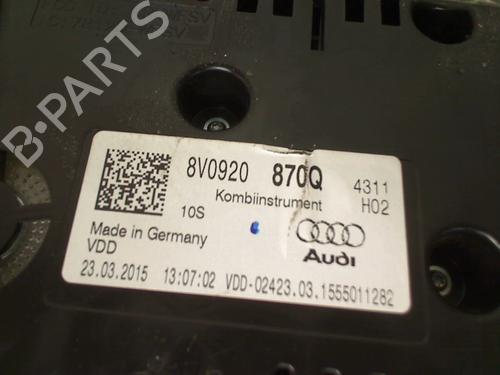 B-PARTS
8V0920 870Q 4311
Kombiinstrument H02
10S
Made in Germany
VDD
Audi
23.03.2015 13:07:02 VDD-02423.03.1555011282